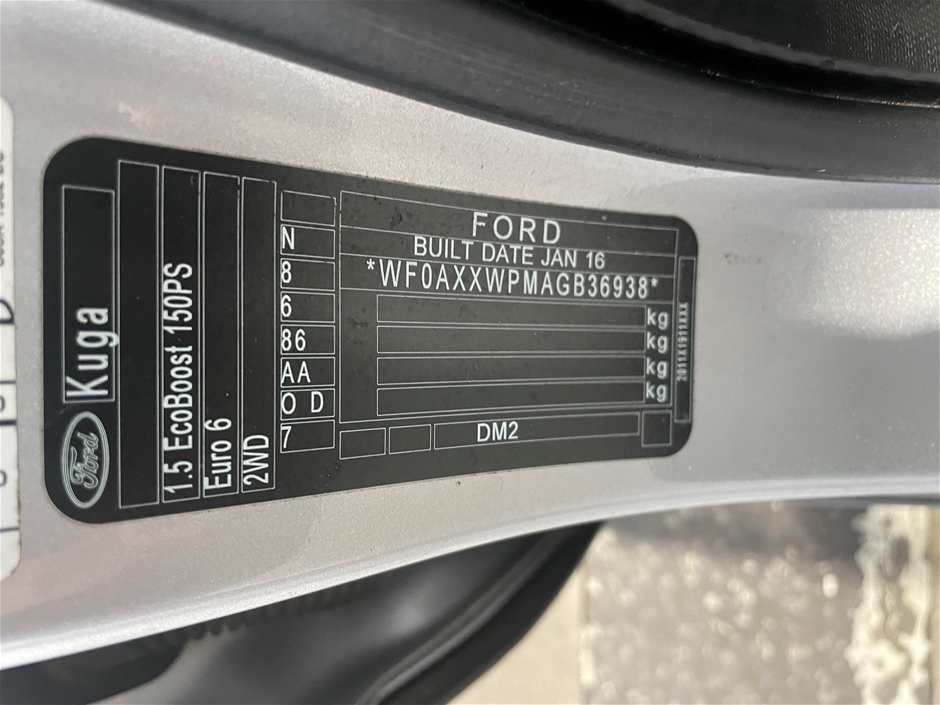 FORD
BUILT DATE JAN 16
*WF0AXXWPMAGB36938*
kg
kg
kg
kg
DM2
2011X1911XXX
N
8
6
86
AA
O D
7
Ford
Kuga
1.5 EcoBoost 150PS
Euro 6
2WD